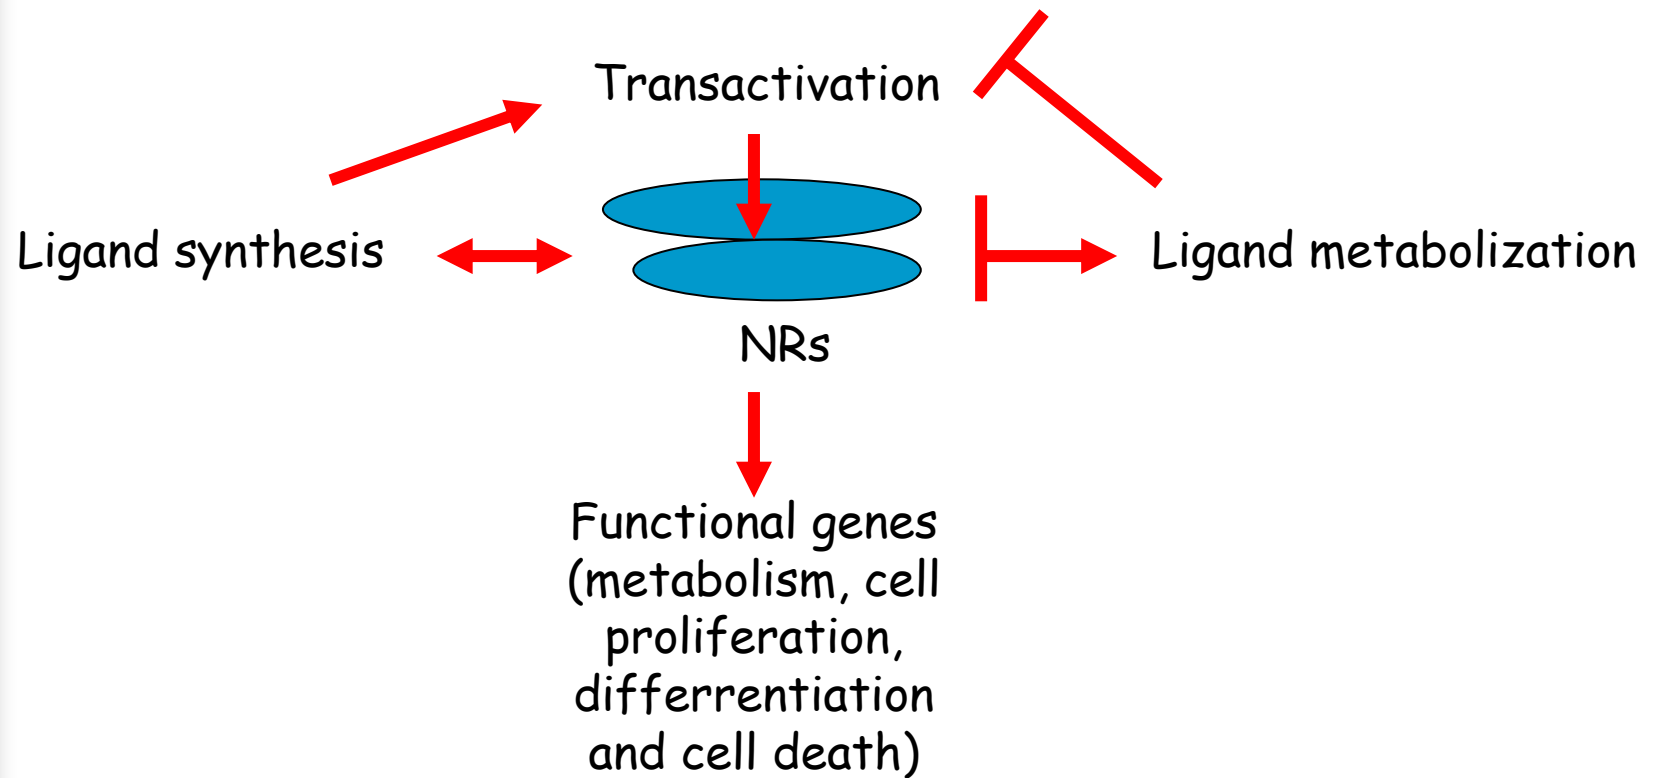 Transactivation
Ligand synthesis
Ligand metabolization
NRs
Functional genes
(metabolism, cell
proliferation,
differrentiation
and cell death)